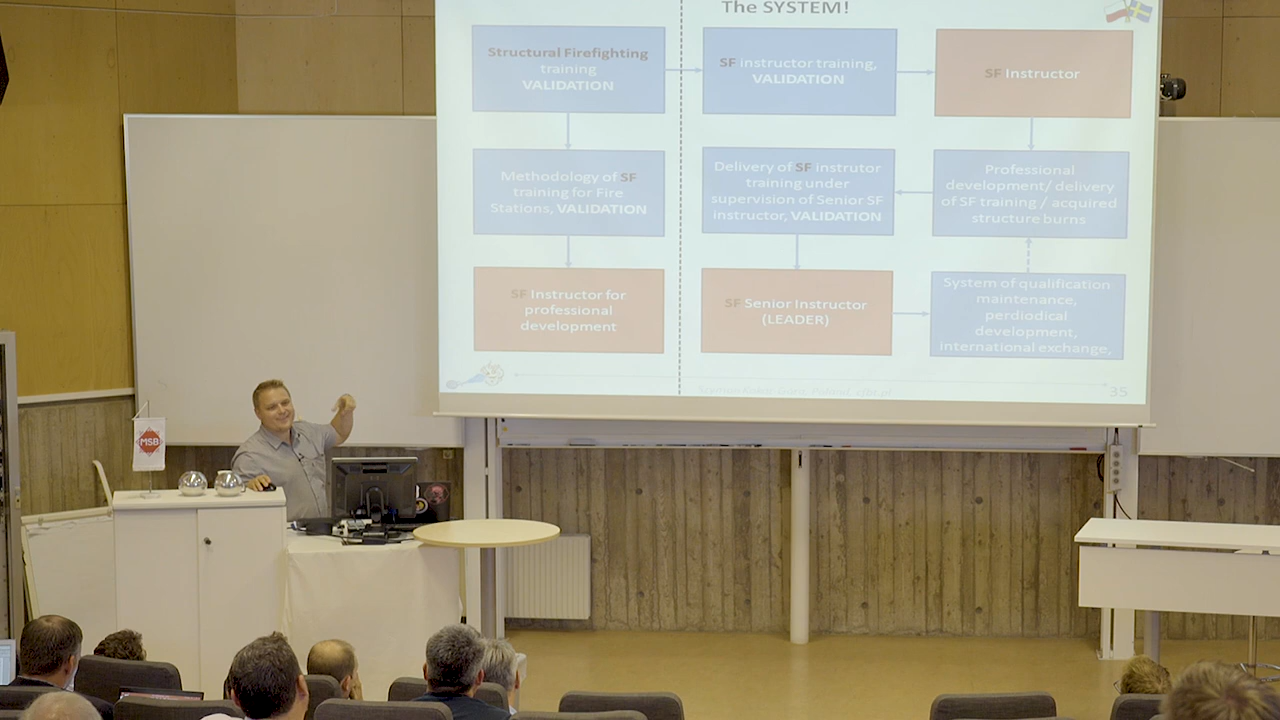 The SYSTEM!
Structural Firefighting
training
VALIDATION
SF instructor training,
VALIDATION
SF Instructor
Methodology of SF
training for Fire
Stations, VALIDATION
Delivery of SF instrutor
training under
supervision of Senior SF
instructor, VALIDATION
Professional
development/ delivery
of SF training / acquired
structure burns
SF Instructor for
professional
development
SF Senior Instructor
(LEADER)
System of qualification
maintenance,
perdiodical
development,
international exchange,
35
MSB